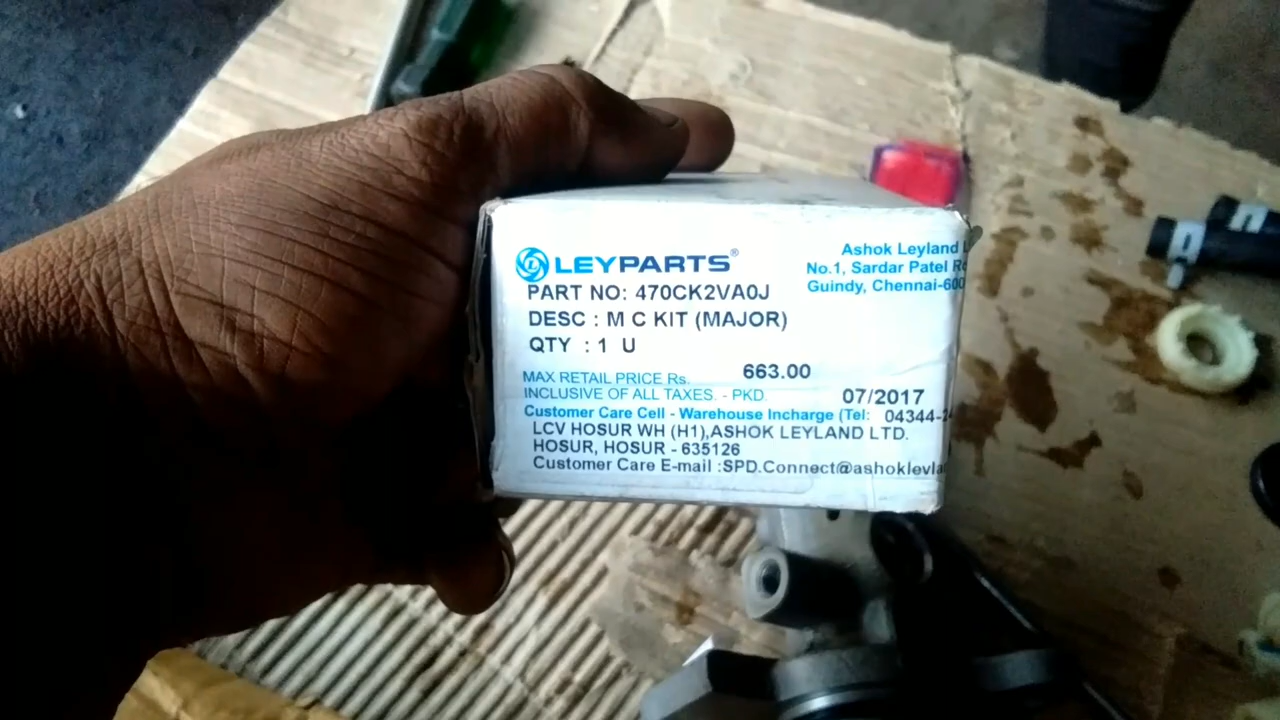 LEYPARTS®
Ashok Leyland
No.1, Sardar Patel
Guindy, Chennai-600
PART NO: 470CK2VA0J
DESC : M C KIT (MAJOR)
QTY : 1 U
MAX RETAIL PRICE Rs. 663.00
INCLUSIVE OF ALL TAXES. - PKD 07/2017
Customer Care Cell - Warehouse Incharge (Tel: 04344-
LCV HOSUR WH (H1),ASHOK LEYLAND LTD.
HOSUR, HOSUR - 635126
Customer Care E-mail :SPD.Connect@ashokleyla